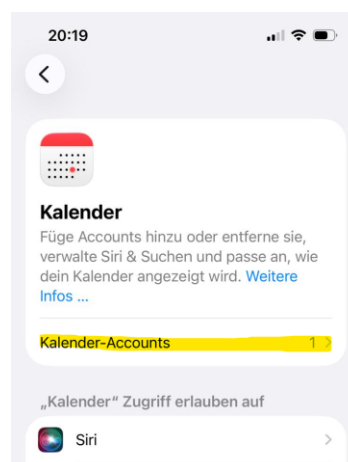 20:19
Kalender
Füge Accounts hinzu oder entferne sie,
verwalte Siri & Suchen und passe an, wie
dein Kalender angezeigt wird. Weitere
Infos ...
Kalender-Accounts 1
„Kalender" Zugriff erlauben auf
Siri